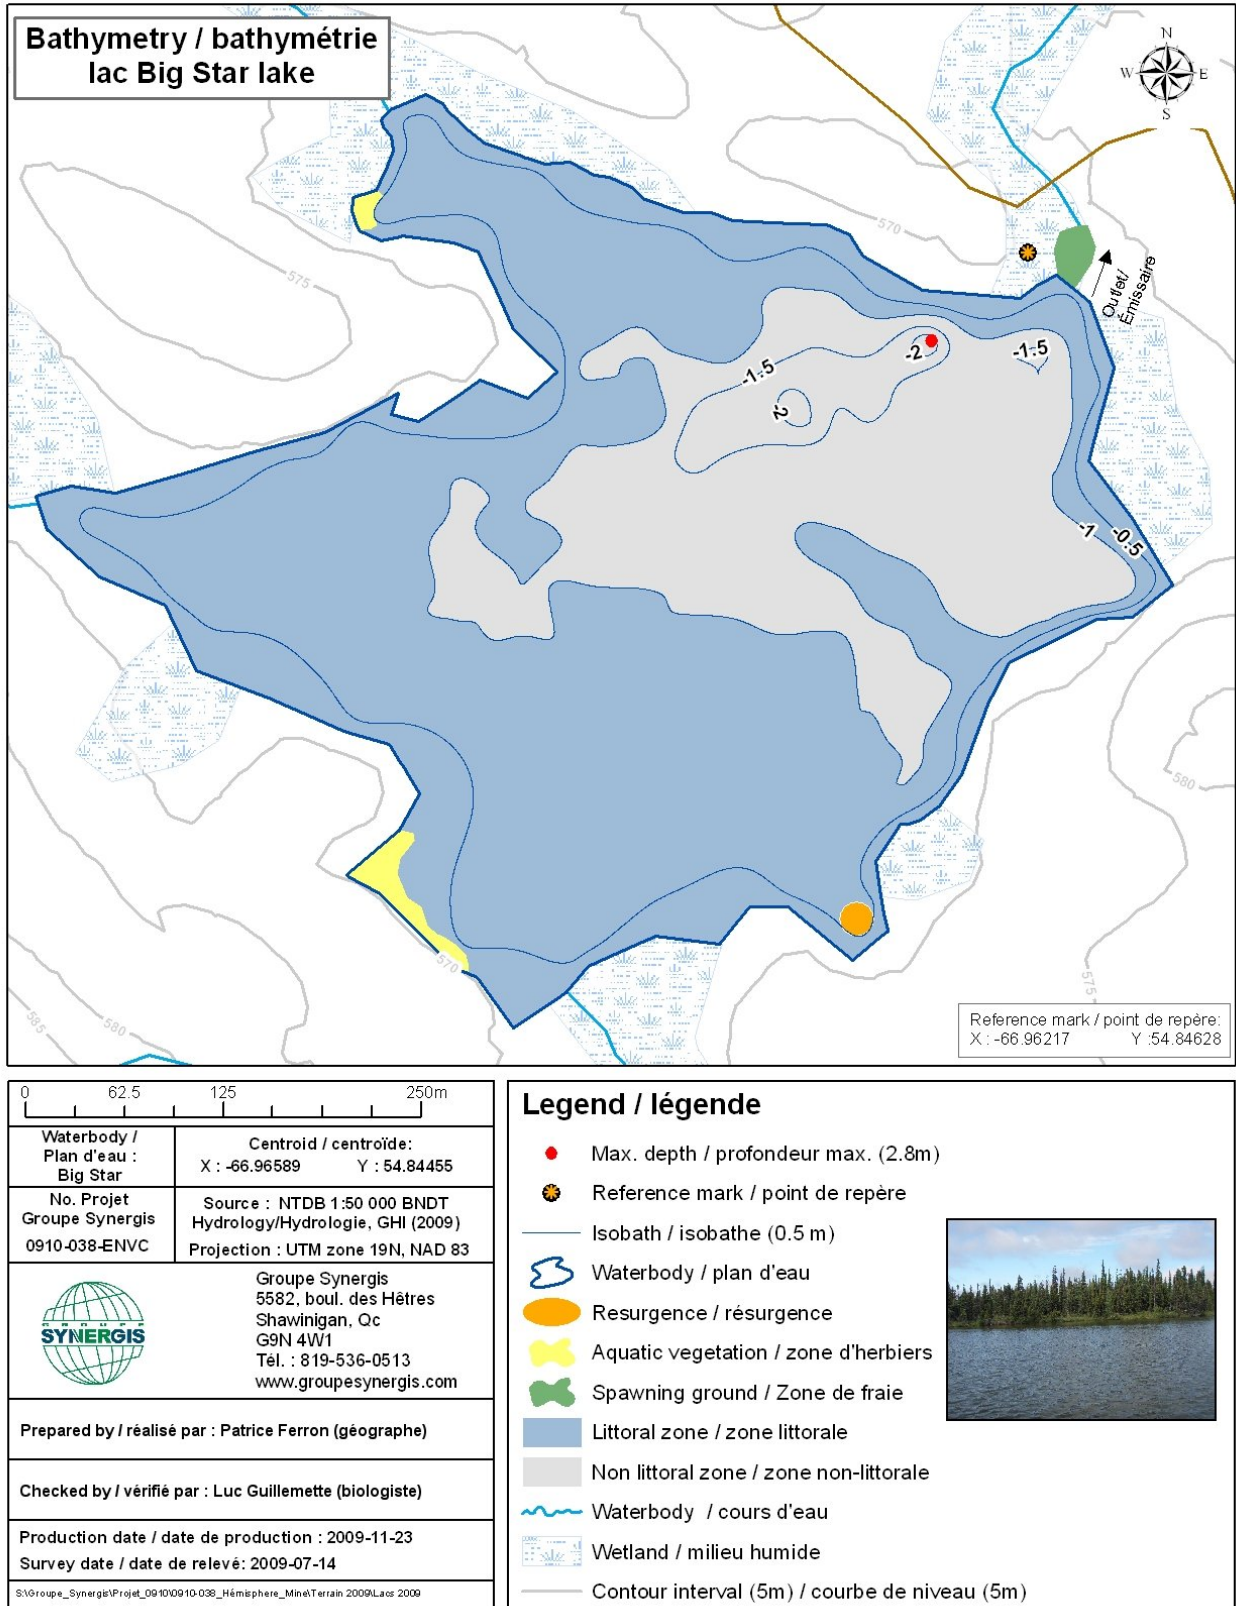 Bathymetry / bathymétrie
lac Big Star lake
N
W
E
S
575
570
Outlet/
Émissaire
-2
-1.5
-1.5
-2
-1
-0.5
580
570
575
580
585
Reference mark / point de repère:
X : -66.96217 Y :54.84628
0 62.5 125 250m
Waterbody /
Plan d'eau :
Big Star
Centroid / centroïde:
X : -66.96589 Y : 54.84455
No. Projet
Groupe Synergis
0910-038-ENVC
Source : NTDB 1:50 000 BNDT
Hydrology/Hydrologie, GHI (2009)
Projection : UTM zone 19N, NAD 83
GROUPE
SYNERGIS
Groupe Synergis
5582, boul. des Hêtres
Shawinigan, Qc
G9N 4W1
Tél. : 819-536-0513
www.groupesynergis.com
Prepared by / réalisé par : Patrice Ferron (géographe)
Checked by / vérifié par : Luc Guillemette (biologiste)
Production date / date de production : 2009-11-23
Survey date / date de relevé: 2009-07-14
S:\Groupe_Synergis\Projet_0910\0910-038_Hémisphere_Mine\Terrain 2009\Lacs 2009
Legend / légende
Max. depth / profondeur max. (2.8m)
Reference mark / point de repère
Isobath / isobathe (0.5 m)
Waterbody / plan d'eau
Resurgence / résurgence
Aquatic vegetation / zone d'herbiers
Spawning ground / Zone de fraie
Littoral zone / zone littorale
Non littoral zone / zone non-littorale
Waterbody / cours d'eau
Wetland / milieu humide
Contour interval (5m) / courbe de niveau (5m)